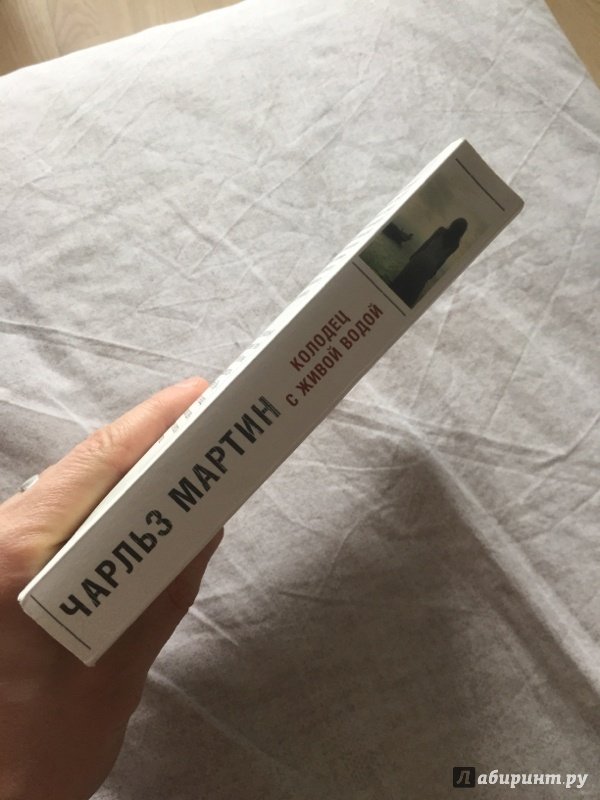 ЧАРЛЬЗ МАРТИН
КОЛОДЕЦ
С ЖИВОЙ ВОДОЙ
Лабиринт.ру